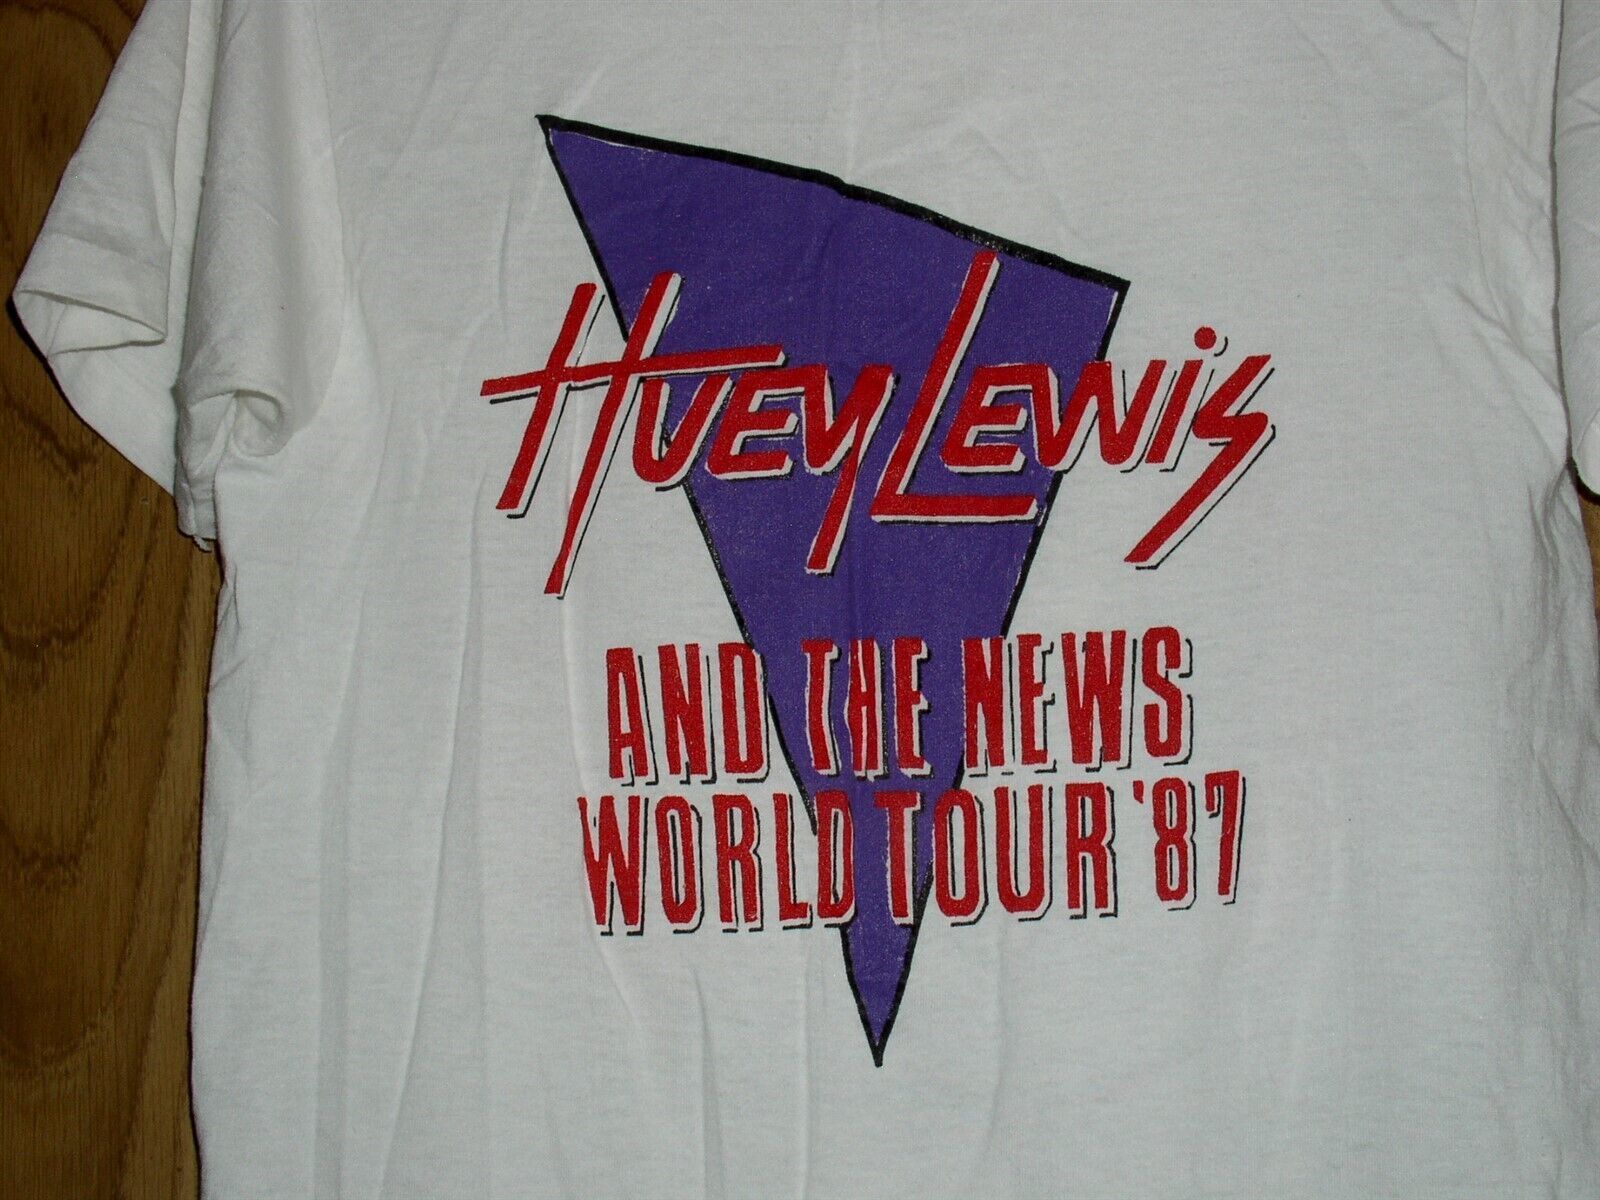 HUEY LEWiS
AND THE NEWS
WORLD TOUR '87